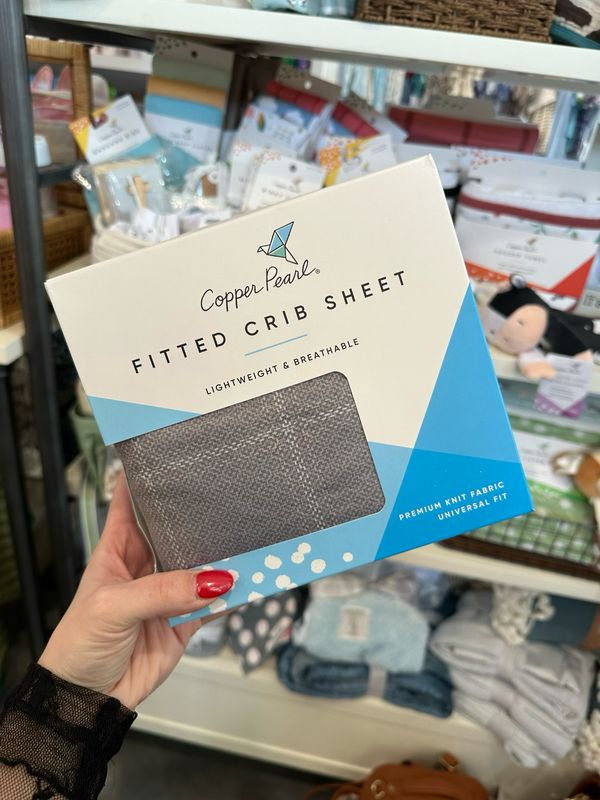 Copper Pearl®
FITTED CRIB SHEET
LIGHTWEIGHT & BREATHABLE
PREMIUM KNIT FABRIC
UNIVERSAL FIT